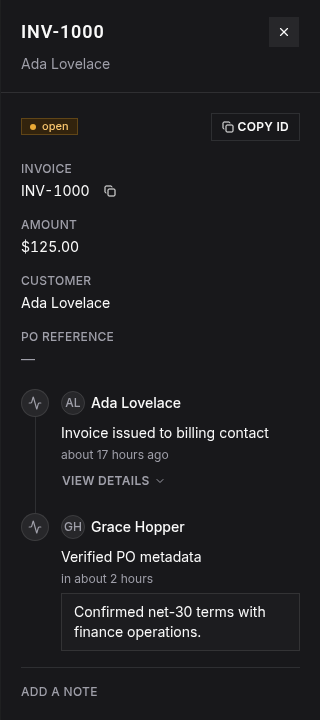 INV-1000
Ada Lovelace
open
COPY ID
INVOICE
INV-1000
AMOUNT
$125.00
CUSTOMER
Ada Lovelace
PO REFERENCE
—
AL Ada Lovelace
Invoice issued to billing contact
about 17 hours ago
VIEW DETAILS
GH Grace Hopper
Verified PO metadata
in about 2 hours
Confirmed net-30 terms with
finance operations.
ADD A NOTE